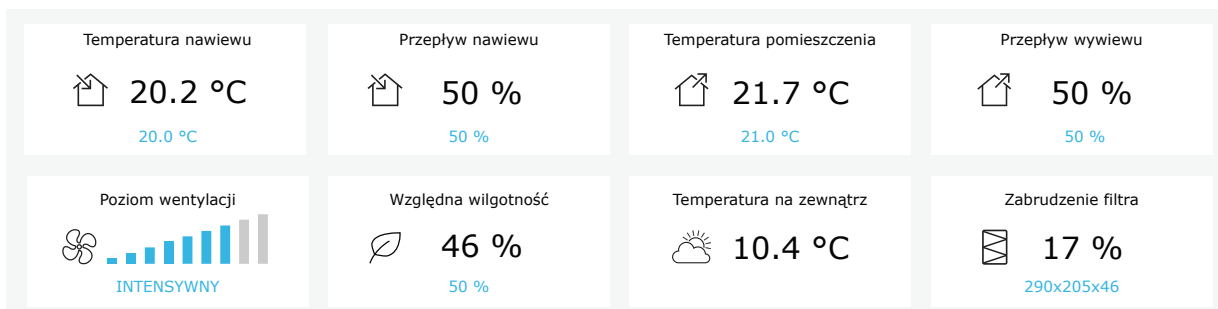 Temperatura nawiewu
20.2 °C
20.0 °C
Przepływ nawiewu
50 %
50 %
Temperatura pomieszczenia
21.7 °C
21.0 °C
Przepływ wywiewu
50 %
50 %
Poziom wentylacji
INTENSYWNY
Względna wilgotność
46 %
50 %
Temperatura na zewnątrz
10.4 °C
Zabrudzenie filtra
17 %
290x205x46